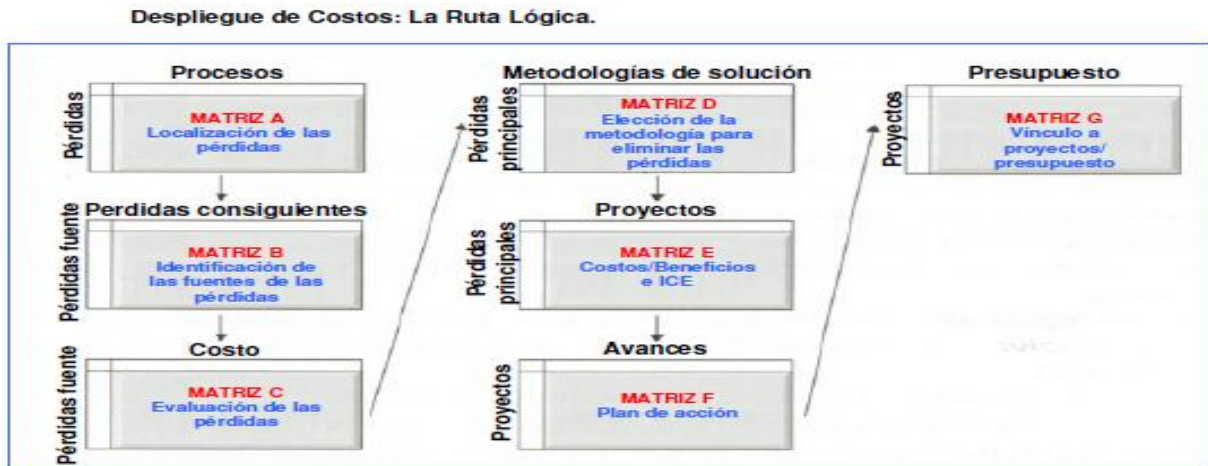 Despliegue de Costos: La Ruta Lógica.
Procesos
Pérdidas
MATRIZ A
Localización de las
pérdidas
Perdidas consiguientes
Pérdidas fuente
MATRIZ B
Identificación de
las fuentes de las
pérdidas
Costo
Pérdidas fuente
MATRIZ C
Evaluación de las
pérdidas
Metodologías de solución
Pérdidas
principales
MATRIZ D
Elección de la
metodología para
eliminar las
pérdidas
Proyectos
Pérdidas
principales
MATRIZ E
Costos/Beneficios
e ICE
Avances
Proyectos
MATRIZ F
Plan de acción
Presupuesto
Proyectos
MATRIZ G
Vínculo a
proyectos/
presupuesto